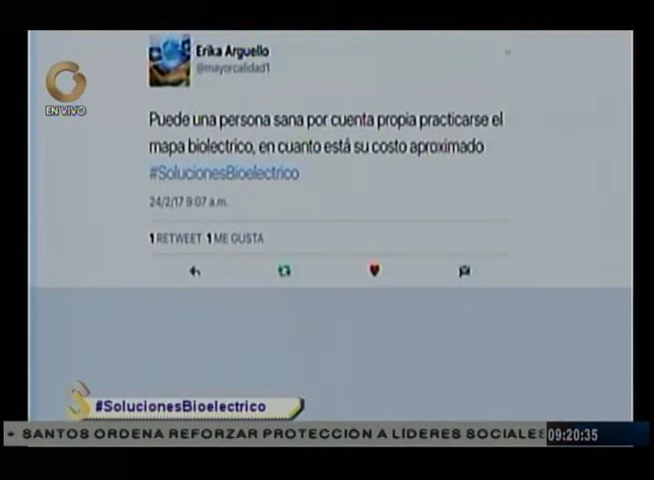 Erika Arguello
@mayorcalidad1
EN VIVO
Puede una persona sana por cuenta propia practicarse el
mapa biolectrico, en cuanto está su costo aproximado
#SolucionesBioelectrico
24/2/17 9:07 a.m.
1 RETWEET 1 ME GUSTA
#SolucionesBioelectrico
SANTOS ORDENA REFORZAR PROTECCIÓN A LÍDERES SOCIALES
09:20:35